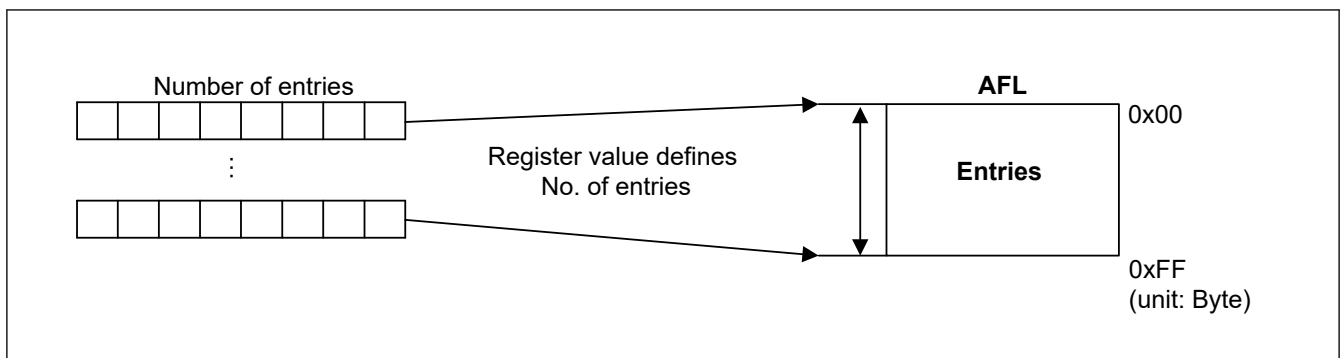 Number of entries
⋮
Register value defines
No. of entries
AFL
0x00
Entries
0xFF
(unit: Byte)